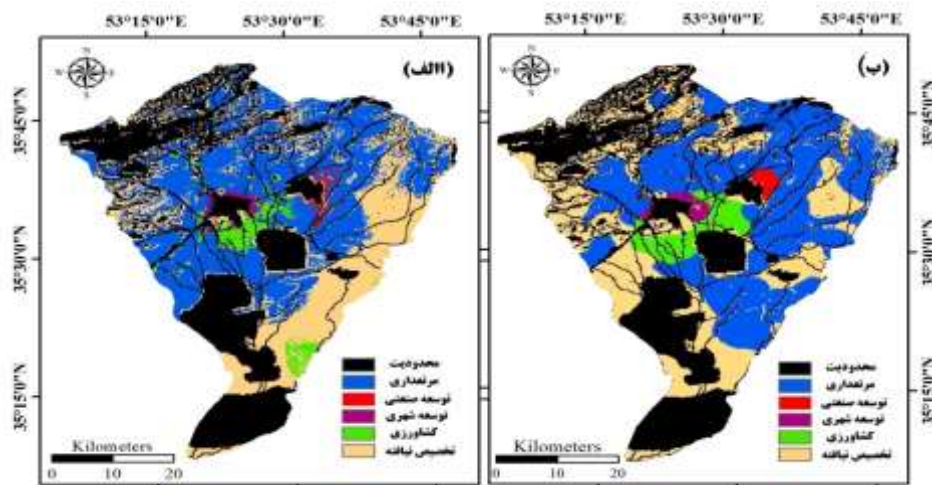 53°15'0"E 53°30'0"E 53°45'0"E
53°15'0"E 53°30'0"E 53°45'0"E
35°45'0"N
35°30'0"N
35°15'0"N
(الف)
N
W E
S
محدودیت
مرتعداری
توسعه صنعتی
توسعه شهری
کشاورزی
تخصیص نیافته
Kilometers
0 10 20
(ب)
N
W E
S
35°45'0"N
35°30'0"N
35°15'0"N
محدودیت
مرتعداری
توسعه صنعتی
توسعه شهری
کشاورزی
تخصیص نیافته
Kilometers
0 10 20